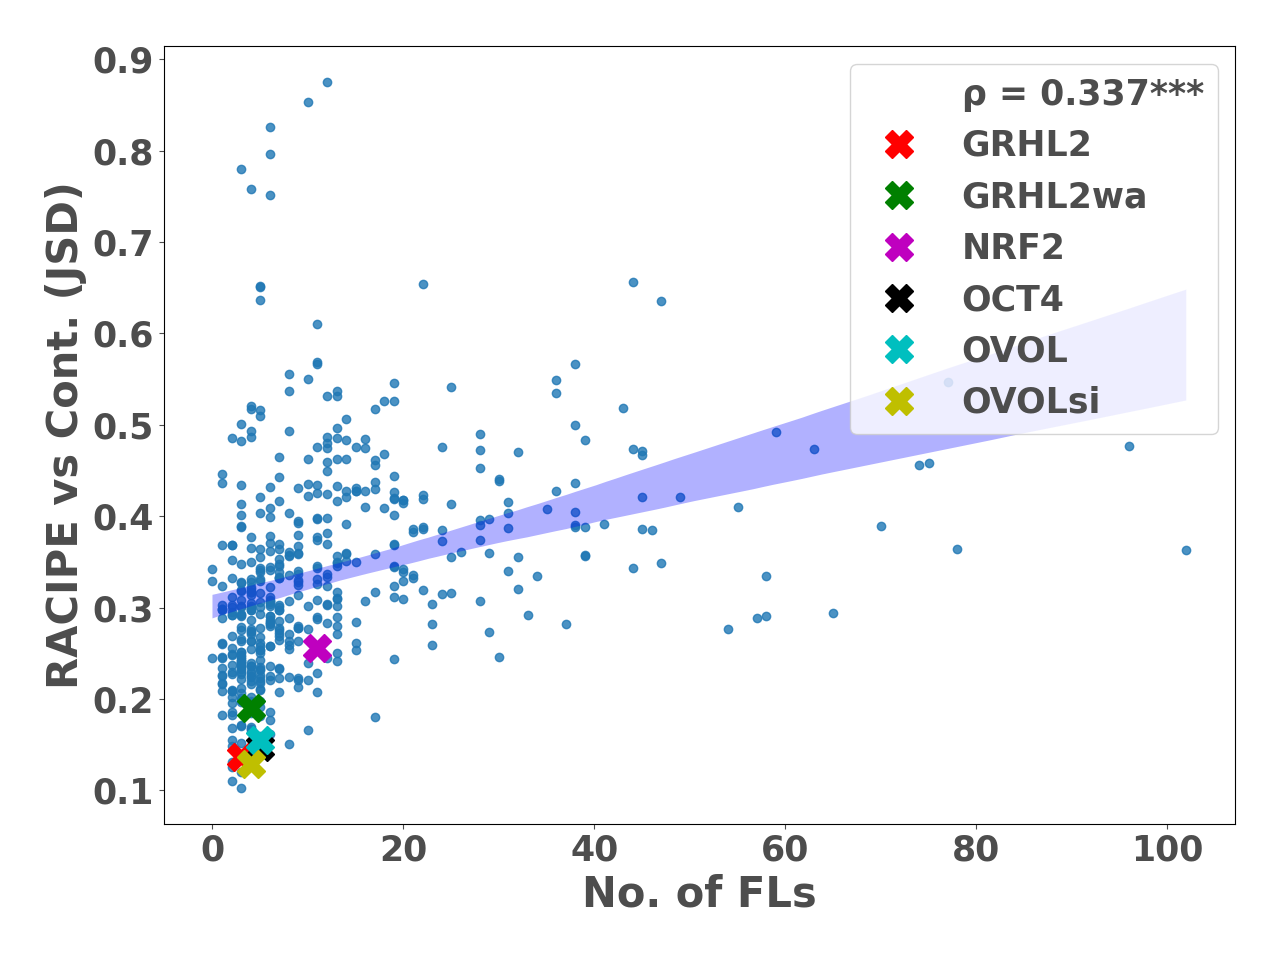 RACIPE vs Cont. (JSD)
0.9
0.8
0.7
0.6
0.5
0.4
0.3
0.2
0.1
ρ = 0.337***
GRHL2
GRHL2wa
NRF2
OCT4
OVOL
OVOLsi
0 20 40 60 80 100
No. of FLs